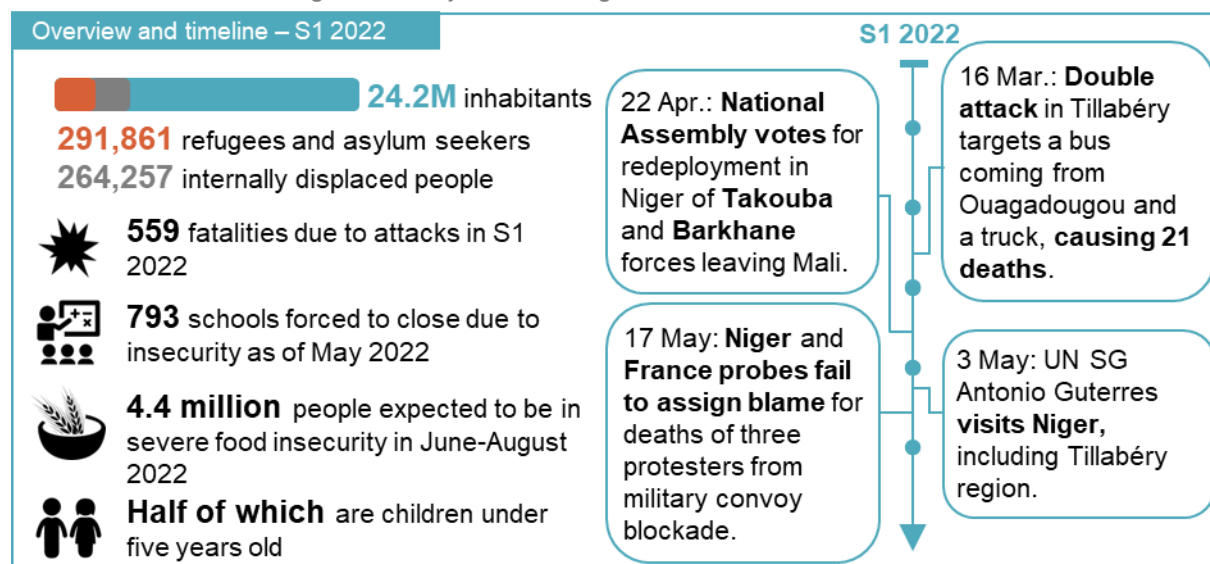 Overview and timeline – S1 2022
24.2M inhabitants
291,861 refugees and asylum seekers
264,257 internally displaced people
559 fatalities due to attacks in S1
2022
793 schools forced to close due to
insecurity as of May 2022
4.4 million people expected to be in
severe food insecurity in June-August
2022
Half of which are children under
five years old
S1 2022
16 Mar.: Double
attack in Tillabéry
targets a bus
coming from
Ouagadougou and
a truck, causing 21
deaths.
22 Apr.: National
Assembly votes for
redeployment in
Niger of Takouba
and Barkhane
forces leaving Mali.
3 May: UN SG
Antonio Guterres
visits Niger,
including Tillabéry
region.
17 May: Niger and
France probes fail
to assign blame for
deaths of three
protesters from
military convoy
blockade.